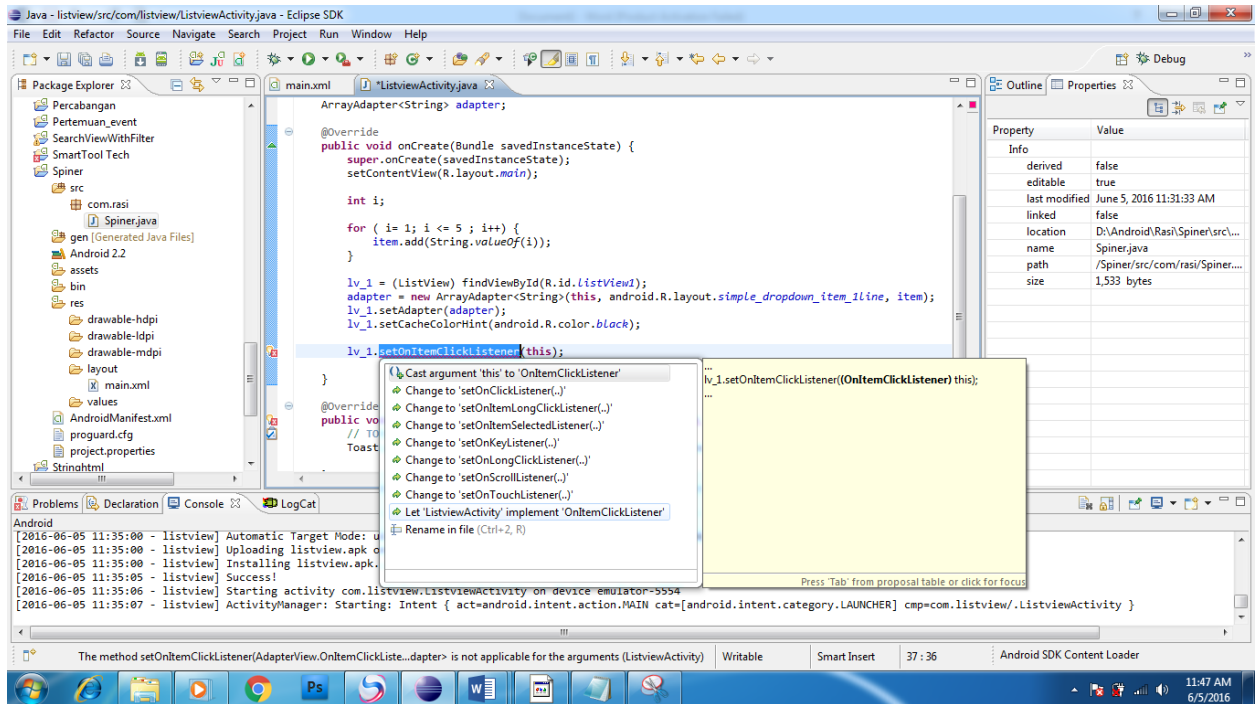 Java - listview/src/com/listview/ListviewActivity.java - Eclipse SDK
File Edit Refactor Source Navigate Search Project Run Window Help
Debug
Package Explorer
Percabangan
Pertemuan_event
SearchViewWithFilter
SmartTool Tech
Spiner
src
com.rasi
Spiner.java
gen [Generated Java Files]
Android 2.2
assets
bin
res
drawable-hdpi
drawable-ldpi
drawable-mdpi
layout
main.xml
values
AndroidManifest.xml
proguard.cfg
project.properties
Stringhtml
main.xml *ListviewActivity.java
ArrayAdapter<String> adapter;
@Override
public void onCreate(Bundle savedInstanceState) {
super.onCreate(savedInstanceState);
setContentView(R.layout.main);
int i;
for ( i= 1; i <= 5 ; i++) {
item.add(String.valueOf(i));
}
lv_1 = (ListView) findViewById(R.id.listView1);
adapter = new ArrayAdapter<String>(this, android.R.layout.simple_dropdown_item_1line, item);
lv_1.setAdapter(adapter);
lv_1.setCacheColorHint(android.R.color.black);
lv_1.setOnItemClickListener(this);
}
@Override
public vo
// TO
Toast
Cast argument 'this' to 'OnItemClickListener'
Change to 'setOnClickListener(..)'
Change to 'setOnItemLongClickListener(..)'
Change to 'setOnItemSelectedListener(..)'
Change to 'setOnKeyListener(..)'
Change to 'setOnLongClickListener(..)'
Change to 'setOnScrollListener(..)'
Change to 'setOnTouchListener(..)'
Let 'ListviewActivity' implement 'OnItemClickListener'
Rename in file (Ctrl+2, R)
...
lv_1.setOnItemClickListener((OnItemClickListener) this);
...
Press 'Tab' from proposal table or click for focus
Outline Properties
Property Value
Info
derived false
editable true
last modified June 5, 2016 11:31:33 AM
linked false
location D:\Android\Rasi\Spiner\src\...
name Spiner.java
path /Spiner/src/com/rasi/Spiner....
size 1,533 bytes
Problems Declaration Console LogCat
Android
[2016-06-05 11:35:00 - listview] Automatic Target Mode: u
[2016-06-05 11:35:00 - listview] Uploading listview.apk o
[2016-06-05 11:35:00 - listview] Installing listview.apk.
[2016-06-05 11:35:05 - listview] Success!
[2016-06-05 11:35:06 - listview] Starting activity com.listview.ListviewActivity on device emulator-5554
[2016-06-05 11:35:07 - listview] ActivityManager: Starting: Intent { act=android.intent.action.MAIN cat=[android.intent.category.LAUNCHER] cmp=com.listview/.ListviewActivity }
The method setOnItemClickListener(AdapterView.OnItemClickListe...dapter> is not applicable for the arguments (ListviewActivity) Writable Smart Insert 37 : 36 Android SDK Content Loader
Ps
11:47 AM
6/5/2016